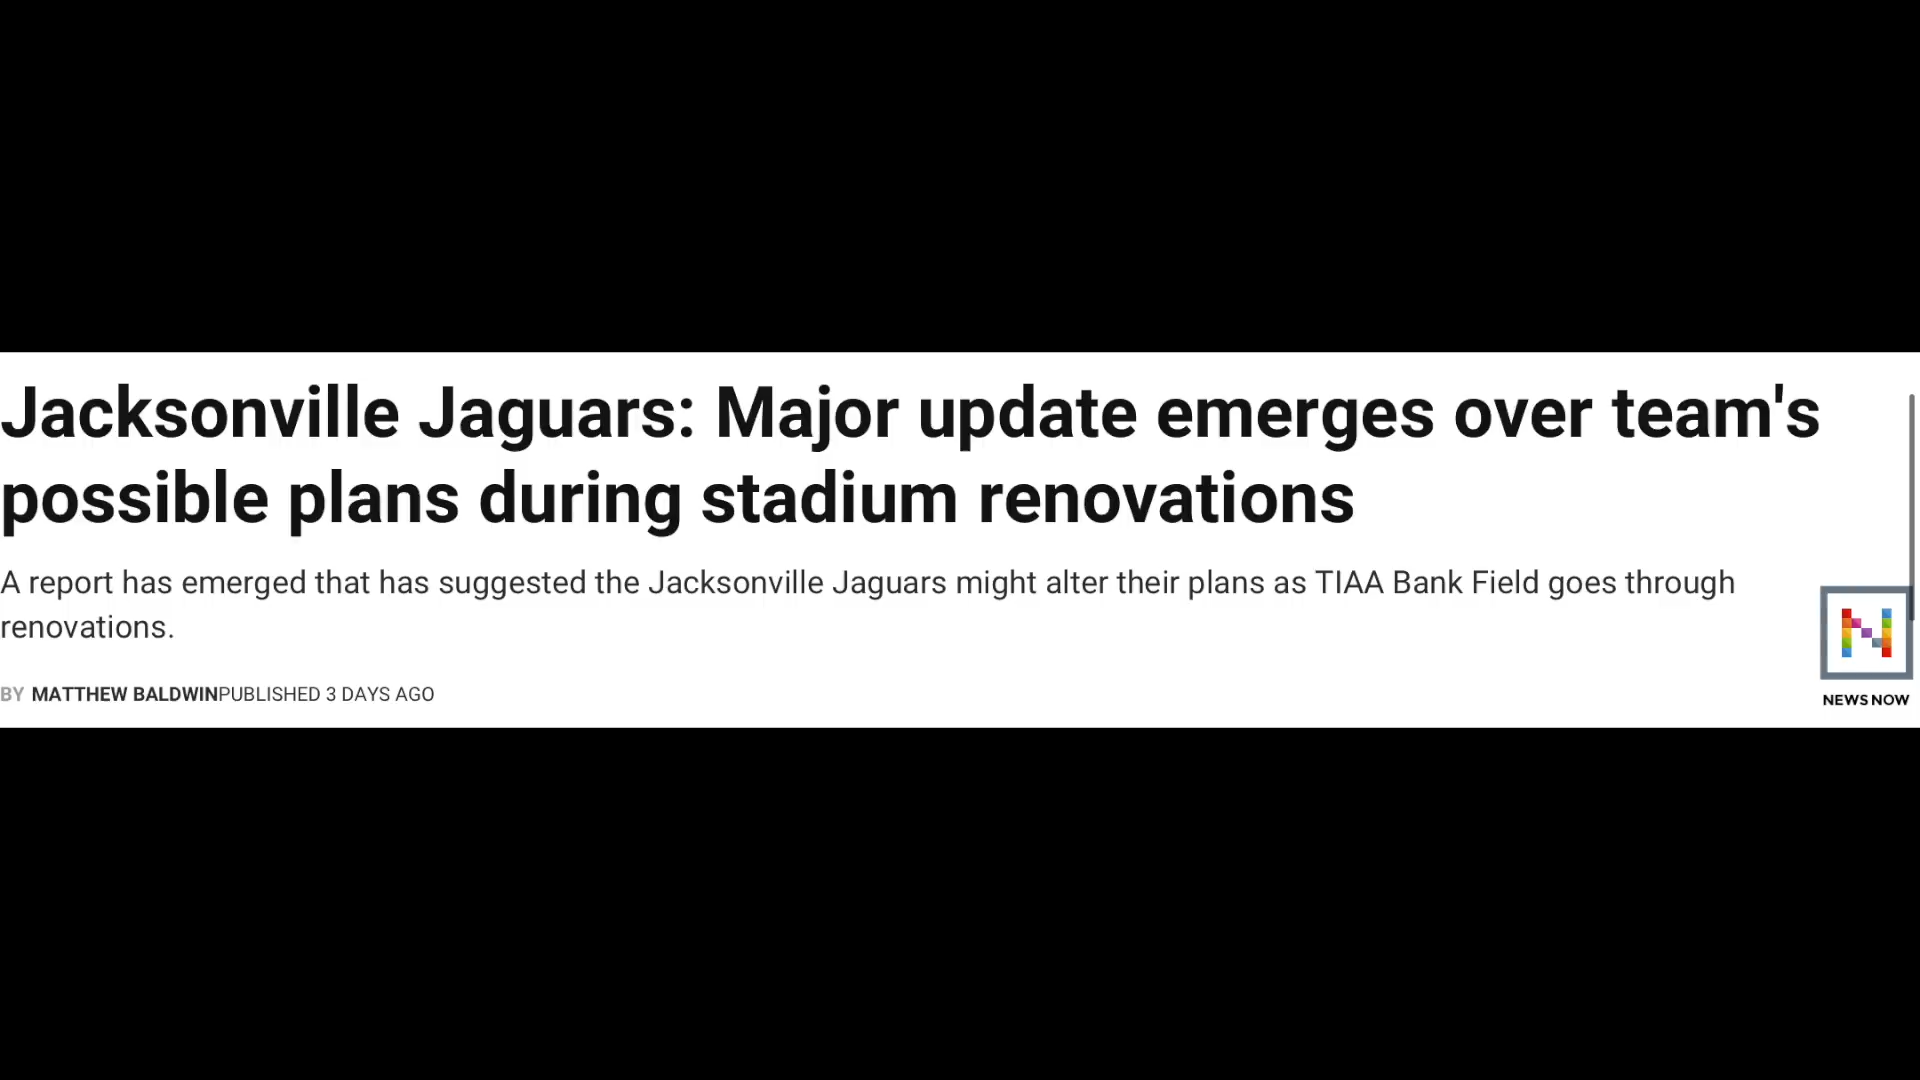 Jacksonville Jaguars: Major update emerges over team's
possible plans during stadium renovations
A report has emerged that has suggested the Jacksonville Jaguars might alter their plans as TIAA Bank Field goes through
renovations.
BY MATTHEW BALDWINPUBLISHED 3 DAYS AGO
N
NEWS NOW